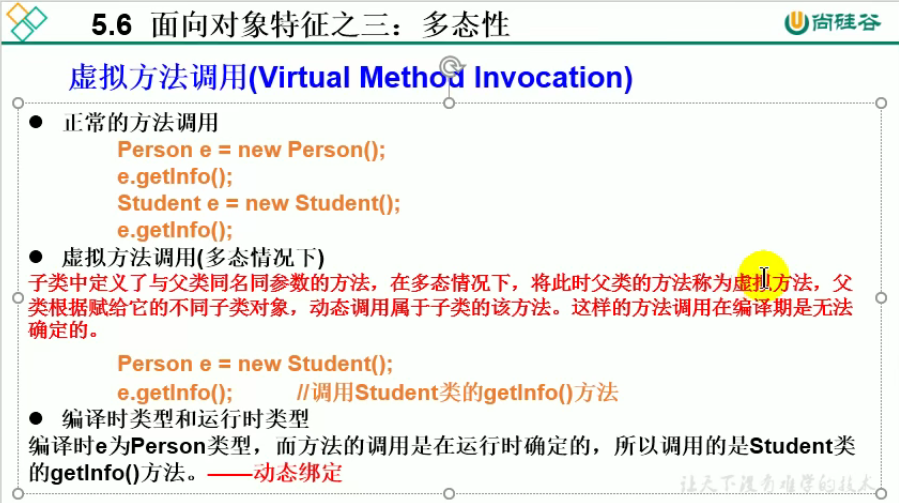 5.6 面向对象特征之三：多态性
尚硅谷
虚拟方法调用(Virtual Method Invocation)
● 正常的方法调用
Person e = new Person();
e.getInfo();
Student e = new Student();
e.getInfo();
● 虚拟方法调用(多态情况下)
子类中定义了与父类同名同参数的方法，在多态情况下，将此时父类的方法称为虚拟方法，父
类根据赋给它的不同子类对象，动态调用属于子类的该方法。这样的方法调用在编译期是无法
确定的。
Person e = new Student();
e.getInfo(); //调用Student类的getInfo()方法
● 编译时类型和运行时类型
编译时e为Person类型，而方法的调用是在运行时确定的，所以调用的是Student类
的getInfo()方法。——动态绑定
让天下没有难学的技术